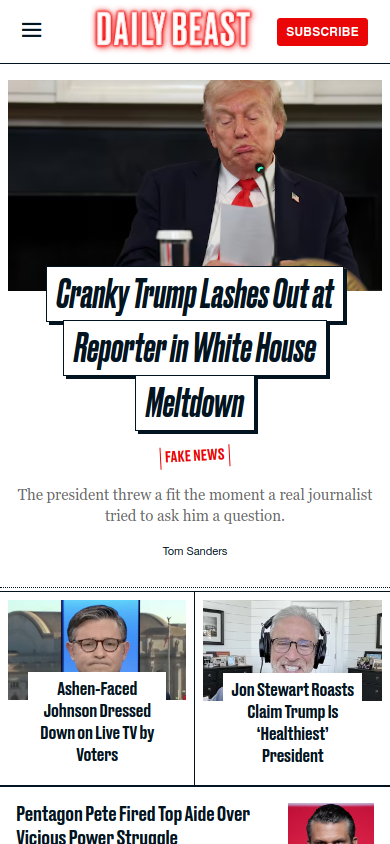 DAILY BEAST
SUBSCRIBE
Cranky Trump Lashes Out at
Reporter in White House
Meltdown
FAKE NEWS
The president threw a fit the moment a real journalist
tried to ask him a question.
Tom Sanders
Ashen-Faced
Johnson Dressed
Down on Live TV by
Voters
Jon Stewart Roasts
Claim Trump Is
‘Healthiest’
President
Pentagon Pete Fired Top Aide Over
Vicious Power Struggle